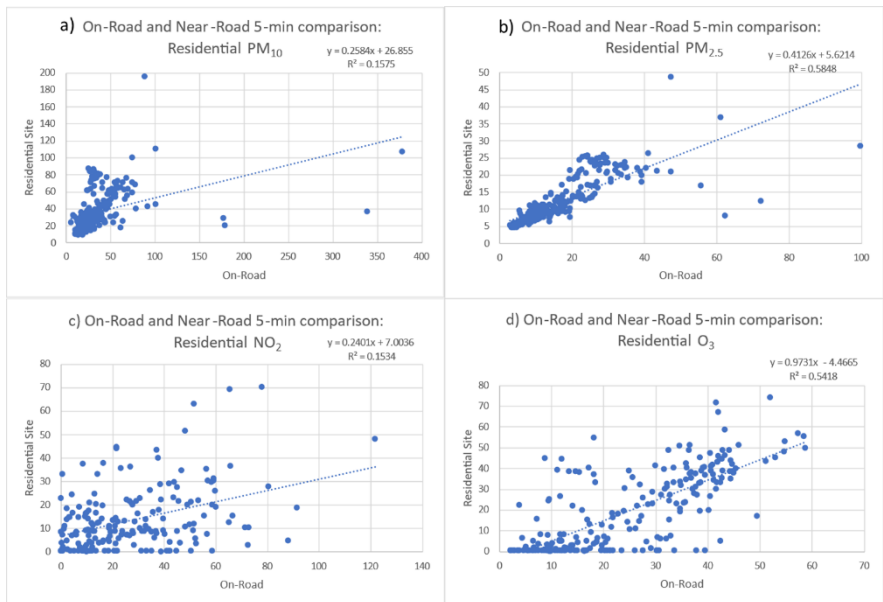 a) On-Road and Near-Road 5-min comparison:
Residential PM10
y = 0.2584x + 26.855
R² = 0.1575
200
180
160
140
120
100
80
60
40
20
0
0 50 100 150 200 250 300 350 400
Residential Site
On-Road
b) On-Road and Near-Road 5-min comparison:
Residential PM2.5
y = 0.4126x + 5.6214
R² = 0.5848
50
45
40
35
30
25
20
15
10
5
0
0 20 40 60 80 100
Residential Site
On-Road
c) On-Road and Near-Road 5-min comparison:
Residential NO2
y = 0.2401x + 7.0036
R² = 0.1534
80
70
60
50
40
30
20
10
0
0 20 40 60 80 100 120 140
Residential Site
On-Road
d) On-Road and Near-Road 5-min comparison:
Residential O3
y = 0.9731x - 4.4665
R² = 0.5418
80
70
60
50
40
30
20
10
0
0 10 20 30 40 50 60 70
Residential Site
On-Road